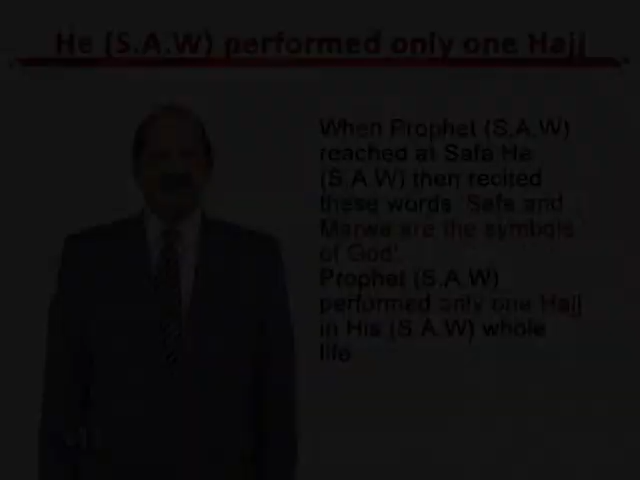 He (S.A.W) performed only one Hajj
When Prophet (S.A.W)
reached at Safa He
(S.A.W) then recited
these words 'Safa and
Marwa are the symbols
of God'.
Prophet (S.A.W)
performed only one Hajj
in His (S.A.W) whole
life